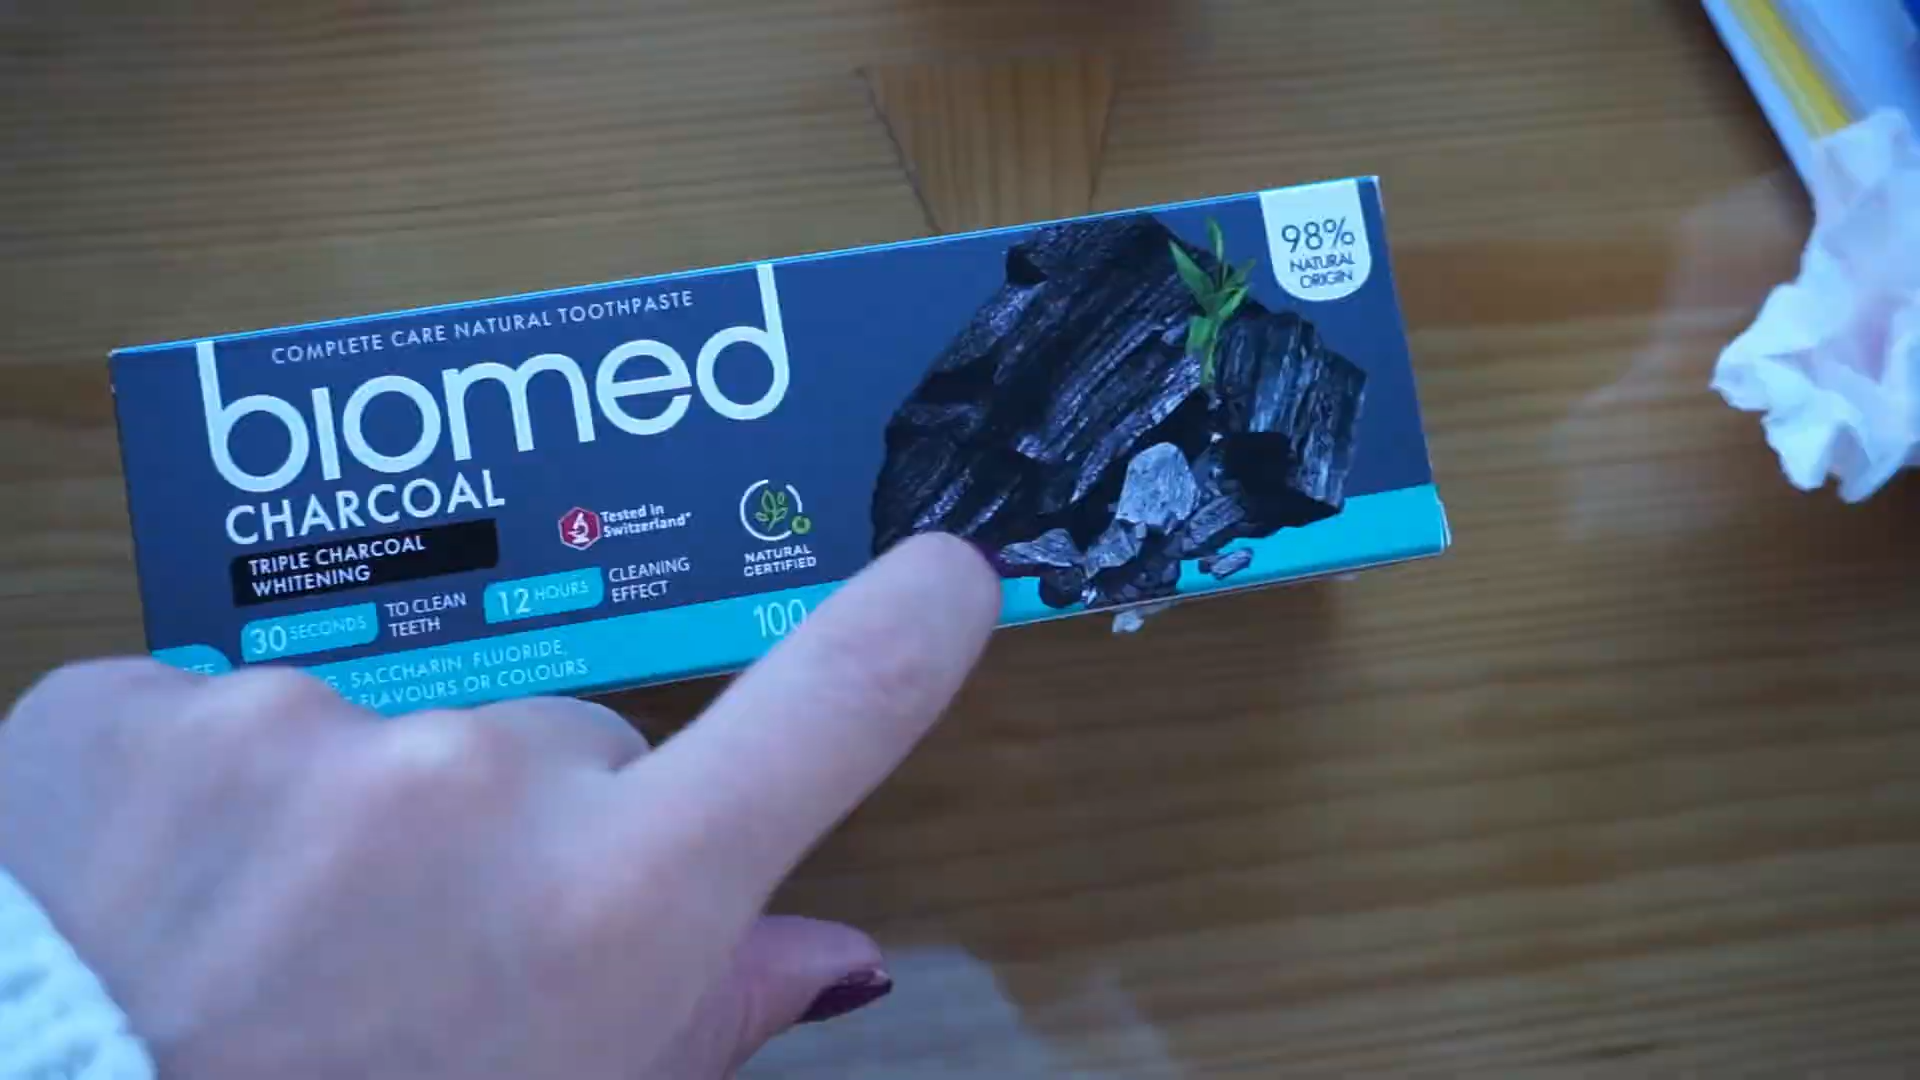 COMPLETE CARE NATURAL TOOTHPASTE
biomed
CHARCOAL
TRIPLE CHARCOAL
WHITENING
30 SECONDS
TO CLEAN
TEETH
12 HOURS
CLEANING
EFFECT
Tested in
Switzerland*
NATURAL
CERTIFIED
98%
NATURAL
ORIGIN
100
SACCHARIN, FLUORIDE,
FLAVOURS OR COLOURS